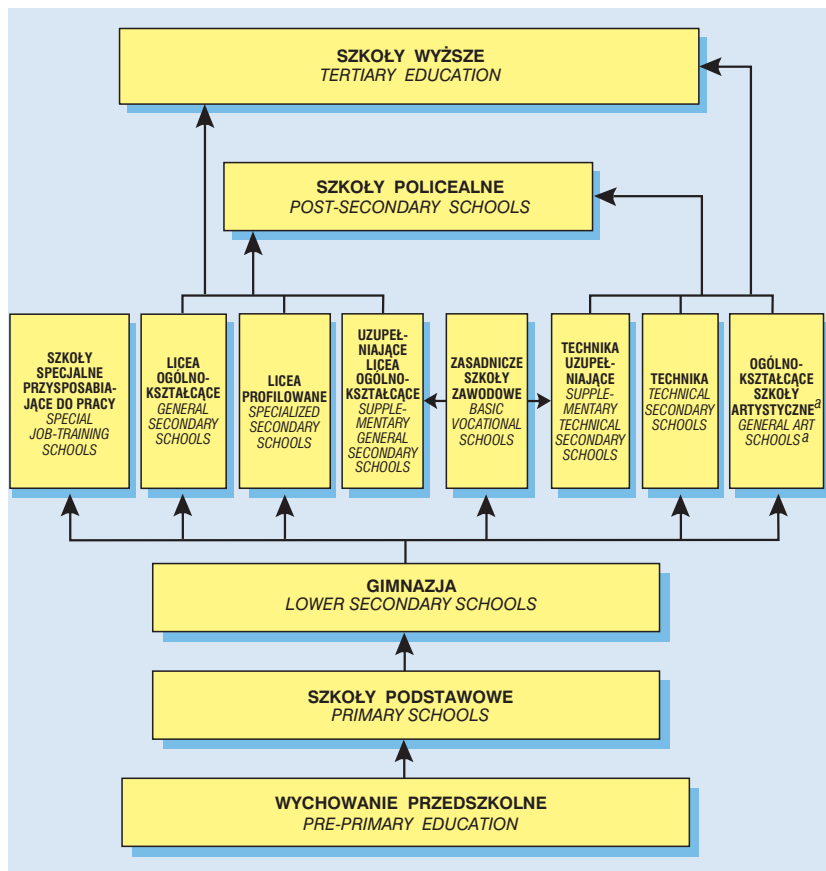 SZKOŁY WYŻSZE
TERTIARY EDUCATION
SZKOŁY POLICEALNE
POST-SECONDARY SCHOOLS
SZKOŁY
SPECJALNE
PRZYSPOSABIA-
JĄCE DO PRACY
SPECIAL
JOB-TRAINING
SCHOOLS
LICEA
OGÓLNO-
KSZTAŁCĄCE
GENERAL
SECONDARY
SCHOOLS
LICEA
PROFILOWANE
SPECIALIZED
SECONDARY
SCHOOLS
UZUPEŁ-
NIAJĄCE
LICEA
OGÓLNO-
KSZTAŁCĄCE
SUPPLE-
MENTARY
GENERAL
SECONDARY
SCHOOLS
ZASADNICZE
SZKOŁY
ZAWODOWE
BASIC
VOCATIONAL
SCHOOLS
TECHNIKA
UZUPEŁ-
NIAJĄCE
SUPPLE-
MENTARY
TECHNICAL
SECONDARY
SCHOOLS
TECHNIKA
TECHNICAL
SECONDARY
SCHOOLS
OGÓLNO-
KSZTAŁCĄCE
SZKOŁY
ARTYSTYCZNE a
GENERAL ART
SCHOOLS a
GIMNAZJA
LOWER SECONDARY SCHOOLS
SZKOŁY PODSTAWOWE
PRIMARY SCHOOLS
WYCHOWANIE PRZEDSZKOLNE
PRE-PRIMARY EDUCATION